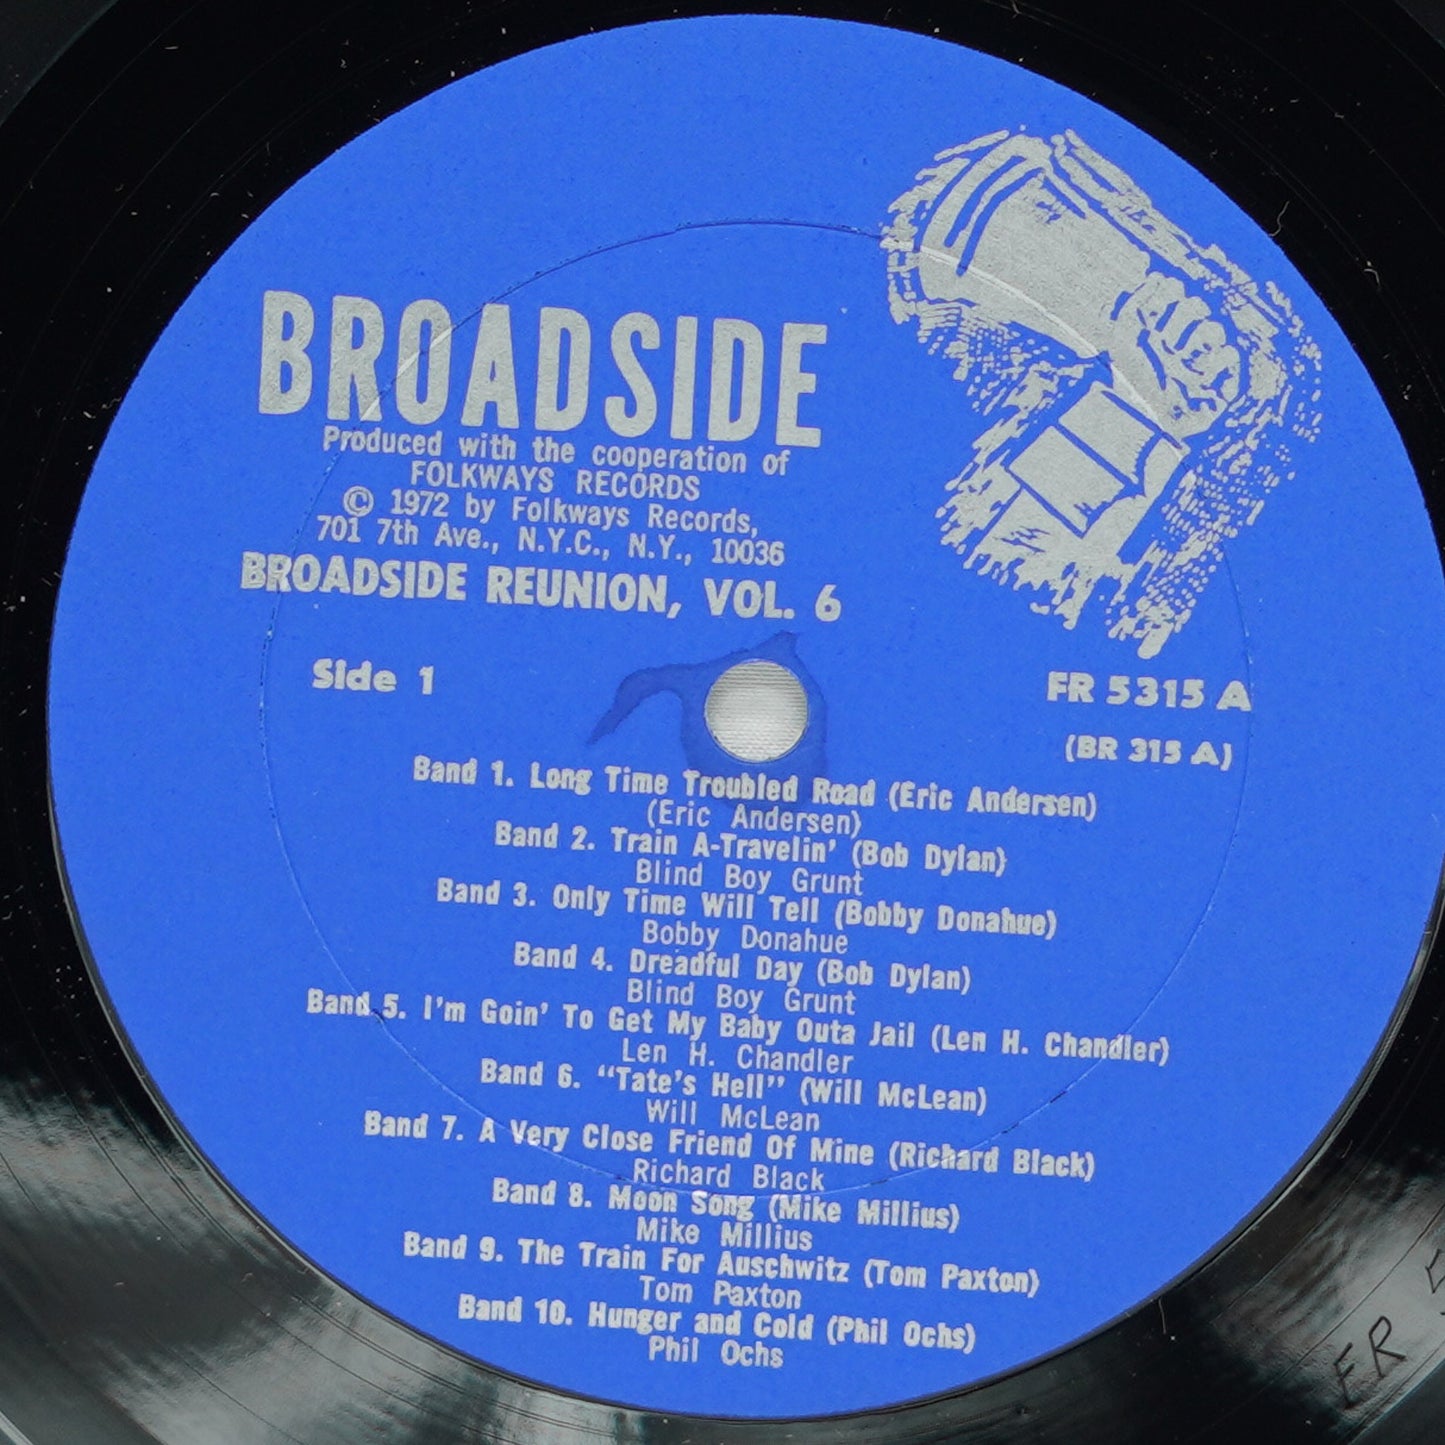 BROADSIDE
Produced with the cooperation of
FOLKWAYS RECORDS
© 1972 by Folkways Records,
701 7th Ave., N.Y.C., N.Y., 10036
BROADSIDE REUNION, VOL. 6
Side 1
FR 5315 A
(BR 315 A)
Band 1. Long Time Troubled Road (Eric Andersen)
(Eric Andersen)
Band 2. Train A-Travelin' (Bob Dylan)
Blind Boy Grunt
Band 3. Only Time Will Tell (Bobby Donahue)
Bobby Donahue
Band 4. Dreadful Day (Bob Dylan)
Blind Boy Grunt
Band 5. I'm Goin' To Get My Baby Outa Jail (Len H. Chandler)
Len H. Chandler
Band 6. "Tate's Hell" (Will McLean)
Will McLean
Band 7. A Very Close Friend Of Mine (Richard Black)
Richard Black
Band 8. Moon Song (Mike Millius)
Mike Millius
Band 9. The Train For Auschwitz (Tom Paxton)
Tom Paxton
Band 10. Hunger and Cold (Phil Ochs)
Phil Ochs